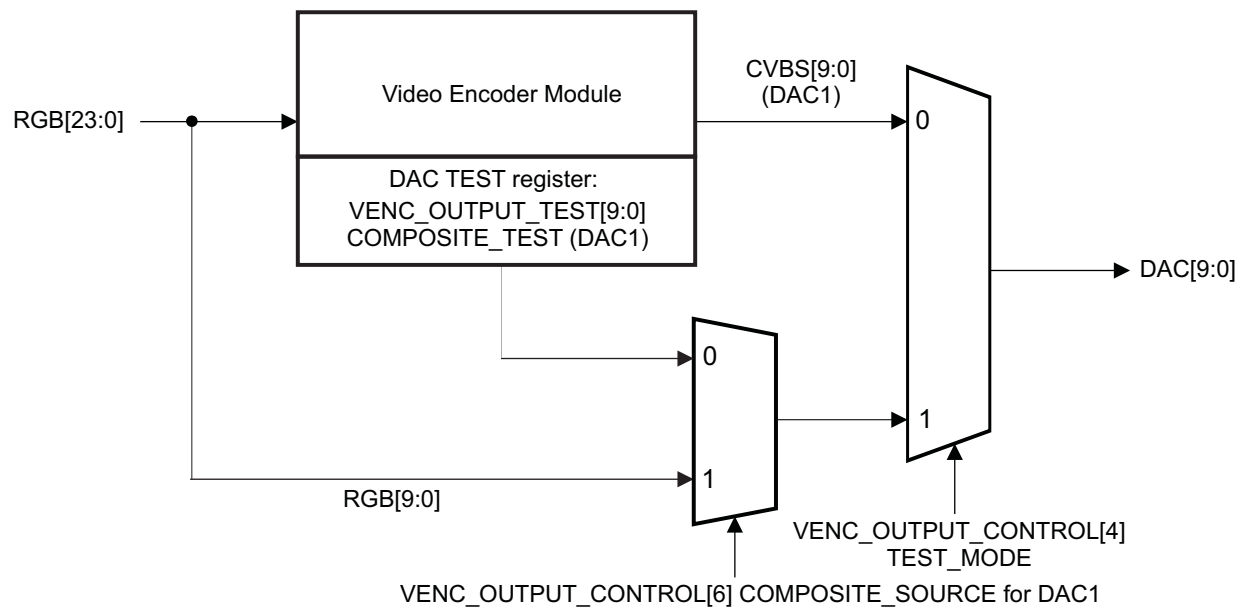 CVBS[9:0]
(DAC1)
Video Encoder Module
RGB[23:0]
0
DAC TEST register:
VENC_OUTPUT_TEST[9:0]
COMPOSITE_TEST (DAC1)
DAC[9:0]
0
1
1
RGB[9:0]
VENC_OUTPUT_CONTROL[4]
TEST_MODE
VENC_OUTPUT_CONTROL[6] COMPOSITE_SOURCE for DAC1